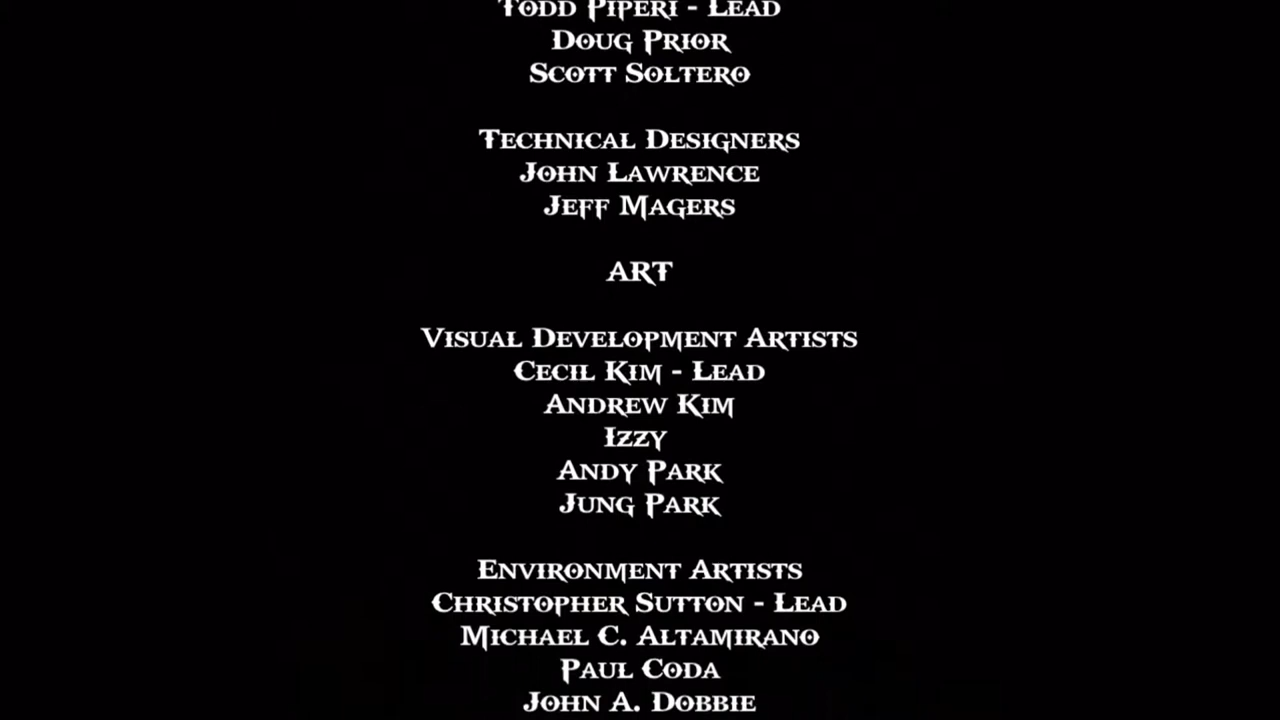 Todd Piperi - Lead
Doug Prior
Scott Soltero
Technical Designers
John Lawrence
Jeff Magers
ART
Visual Development Artists
Cecil Kim - Lead
Andrew Kim
Izzy
Andy Park
Jung Park
Environment Artists
Christopher Sutton - Lead
Michael C. Altamirano
Paul Coda
John A. Dobbie